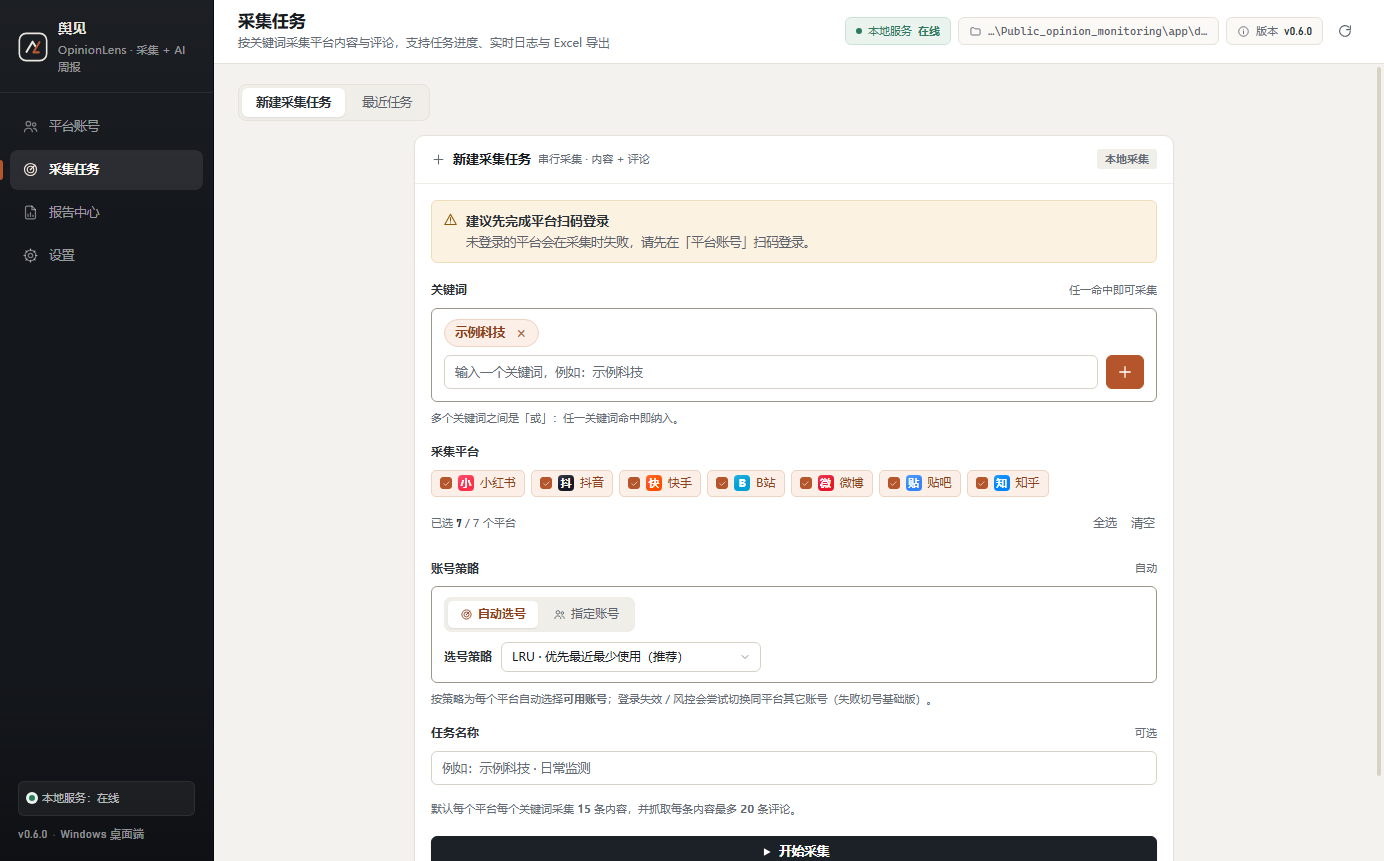 舆见
OpinionLens · 采集 + AI
周报
平台账号
采集任务
报告中心
设置
本地服务：在线
v0.6.0 · Windows 桌面端
采集任务
按关键词采集平台内容与评论，支持任务进度、实时日志与 Excel 导出
本地服务 在线
…\Public_opinion_monitoring\app\d…
版本 v0.6.0
新建采集任务
最近任务
新建采集任务 串行采集 · 内容 + 评论
本地采集
建议先完成平台扫码登录
未登录的平台会在采集时失败，请先在「平台账号」扫码登录。
关键词
任一命中即可采集
示例科技 ×
输入一个关键词，例如：示例科技
+
多个关键词之间是「或」：任一关键词命中即纳入。
采集平台
小 小红书
抖 抖音
快 快手
B B站
微 微博
贴 贴吧
知 知乎
已选 7 / 7 个平台
全选 清空
账号策略
自动
自动选号
指定账号
选号策略
LRU · 优先最近最少使用（推荐）
按策略为每个平台自动选择可用账号；登录失效 / 风控会尝试切换同平台其它账号（失败切号基础版）。
任务名称
可选
例如：示例科技 · 日常监测
默认每个平台每个关键词采集 15 条内容，并抓取每条内容最多 20 条评论。
开始采集